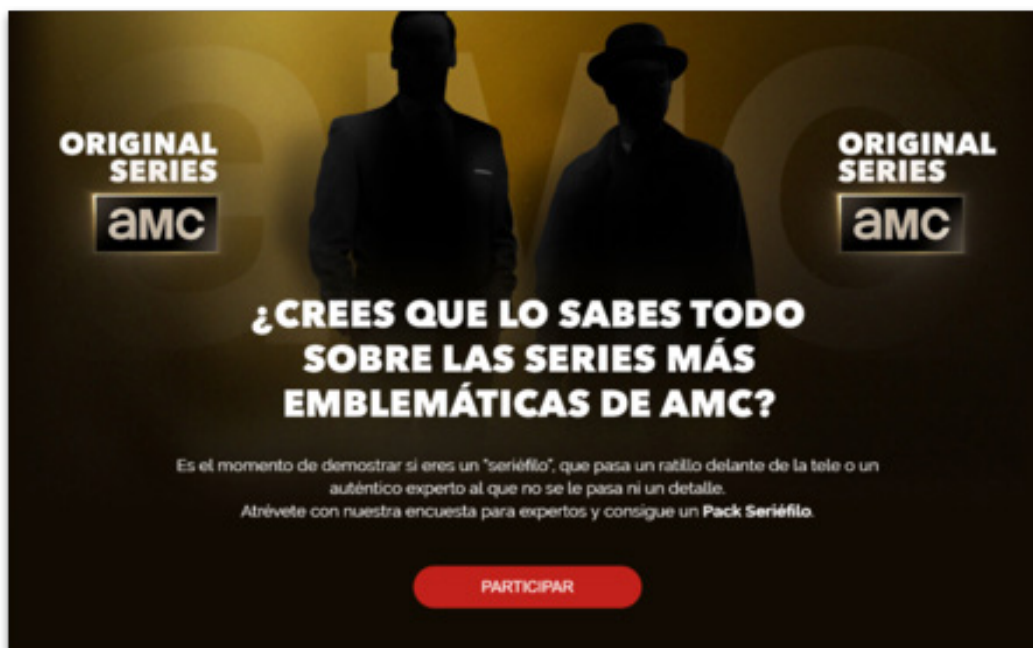 ORIGINAL
SERIES
aMC
ORIGINAL
SERIES
aMC
¿CREES QUE LO SABES TODO
SOBRE LAS SERIES MÁS
EMBLEMÁTICAS DE AMC?
Es el momento de demostrar si eres un "seriéfilo", que pasa un ratillo delante de la tele o un
auténtico experto al que no se le pasa ni un detalle.
Atrévete con nuestra encuesta para expertos y consigue un Pack Seriéfilo.
PARTICIPAR
aMC